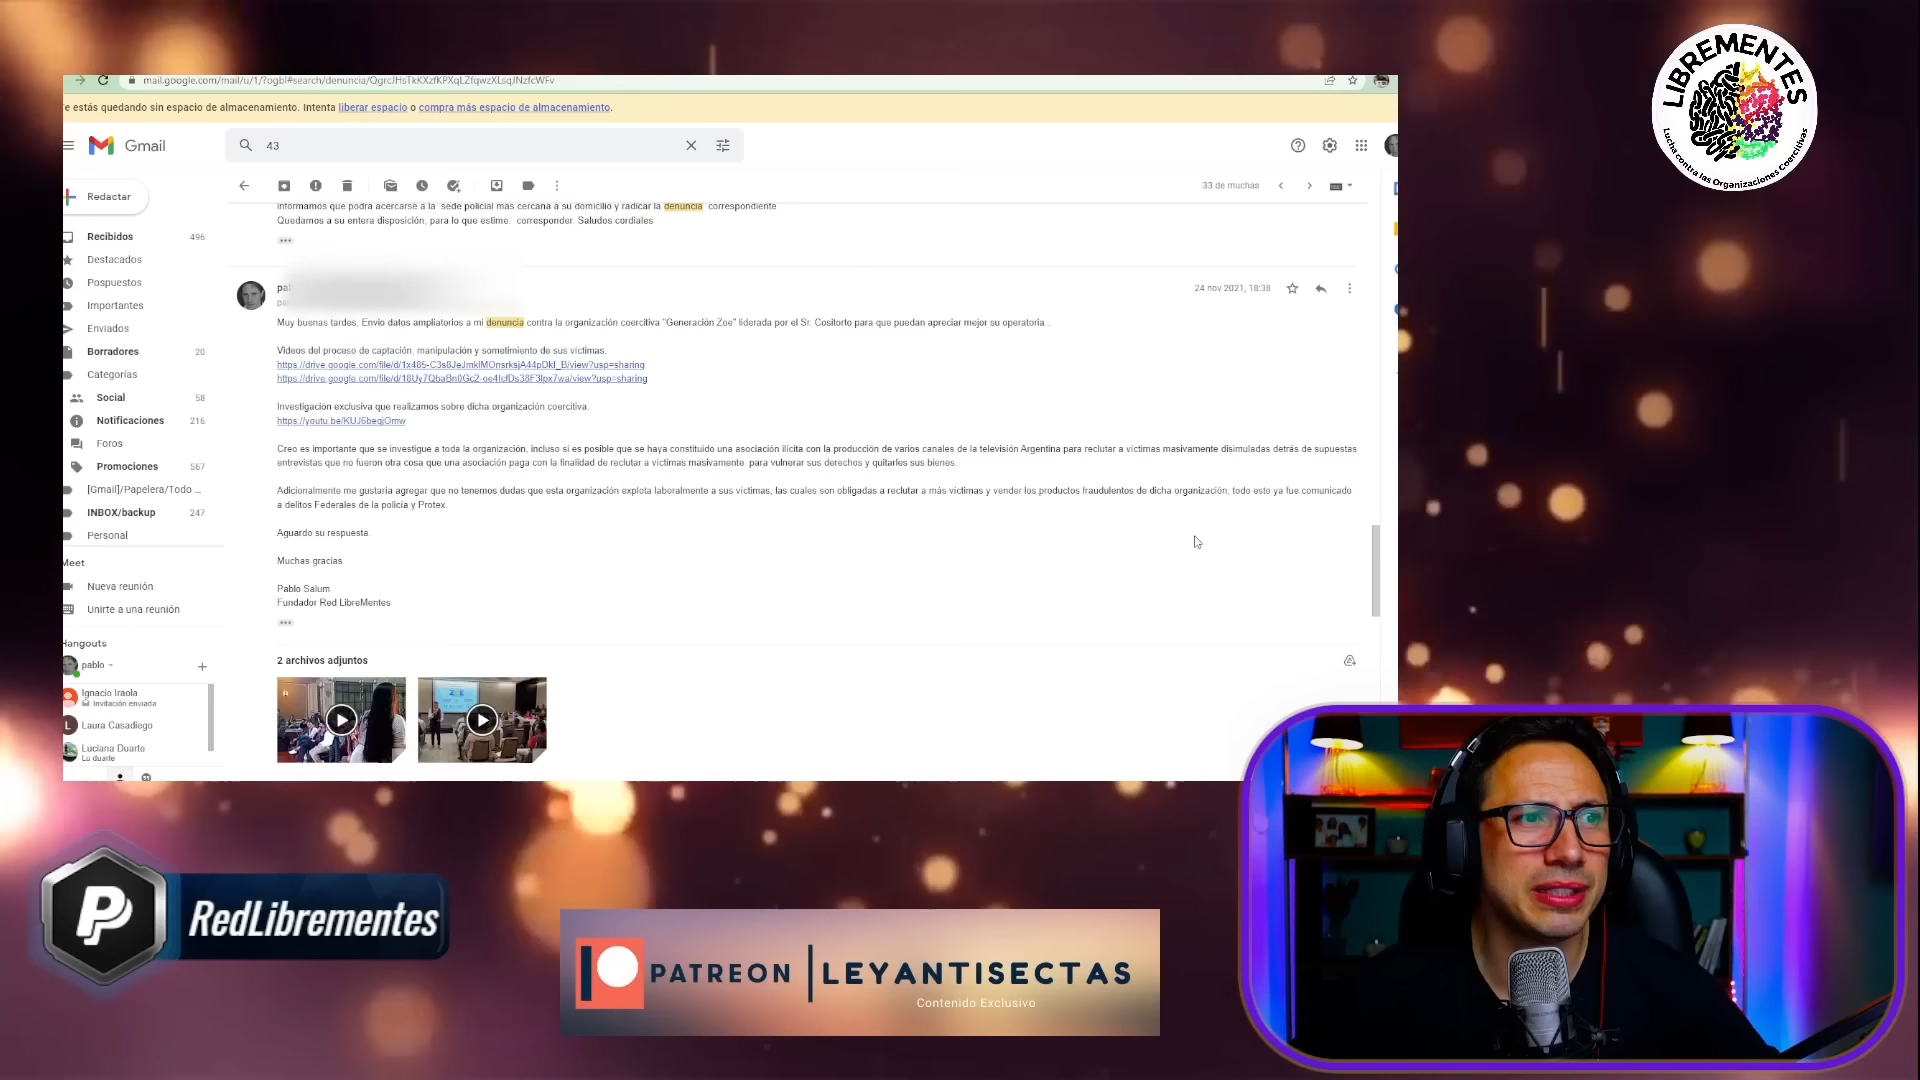 LIBREMENTES
Lucha contra las Organizaciones Coercitivas
mail.google.com/mail/u/1/?ogbl#search/denuncia/
e estás quedando sin espacio de almacenamiento. Intenta liberar espacio o compra más espacio de almacenamiento.
Gmail
43
Redactar
33 de muchas
Recibidos 496
Destacados
Pospuestos
Importantes
Enviados
Borradores 20
Categorías
Social 58
Notificaciones 216
Foros
Promociones 567
[Gmail]/Papelera/Todo ...
INBOX/backup 247
Personal
Meet
Nueva reunión
Unirte a una reunión
Hangouts
pablo
Ignacio Iraola
Invitación enviada
Laura Casadiego
Luciana Duarte
Lu duarte
informamos que podrá acercarse a la sede policial mas cercana a su domicilio y radicar la denuncia correspondiente
Quedamos a su entera disposición, para lo que estime. corresponder. Saludos cordiales
pa
24 nov 2021, 18:38
Muy buenas tardes, Envío datos ampliatorios a mi denuncia contra la organización coercitiva "Generación Zoe" liderada por el Sr. Cositorto para que puedan apreciar mejor su operatoria...
Videos del proceso de captación, manipulación y sometimiento de sus víctimas.
Investigación exclusiva que realizamos sobre dicha organización coercitiva.
https://youtu.be/KUJ6beqjOmw
Creo es importante que se investigue a toda la organización, incluso si es posible que se haya constituido una asociación ilícita con la producción de varios canales de la televisión Argentina para reclutar a víctimas masivamente disimuladas detrás de supuestas
entrevistas que no fueron otra cosa que una asociación paga con la finalidad de reclutar a víctimas masivamente para vulnerar sus derechos y quitarles sus bienes.
Adicionalmente me gustaría agregar que no tenemos dudas que esta organización explota laboralmente a sus víctimas, las cuales son obligadas a reclutar a más víctimas y vender los productos fraudulentos de dicha organización, todo esto ya fue comunicado
a delitos Federales de la policía y Protex.
Aguardo su respuesta.
Muchas gracias
Pablo Salum
Fundador Red LibreMentes
2 archivos adjuntos
RedLibrementes
PATREON | LEYANTISECTAS
Contenido Exclusivo